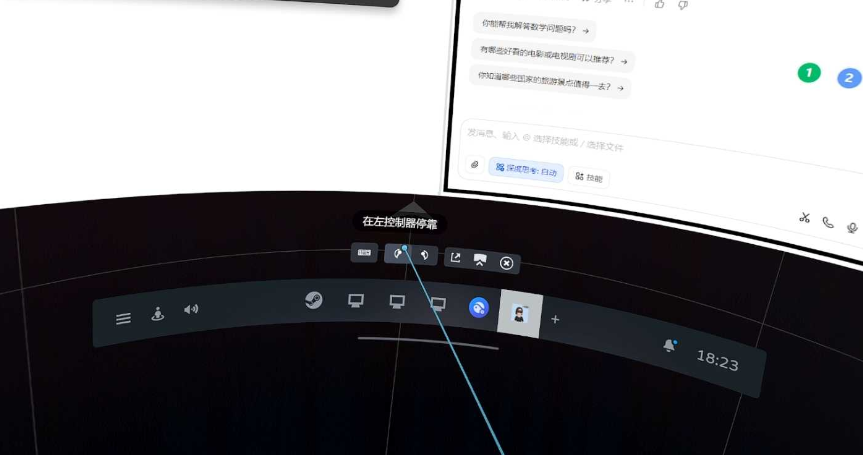 分享
你能帮我解答数学问题吗？ →
有哪些好看的电影或电视剧可以推荐？ →
你知道哪些国家的旅游景点值得一去？ →
1
2
发消息、输入 @ 选择技能或 / 选择文件
深度思考: 自动
技能
在左控制器停靠
18:23